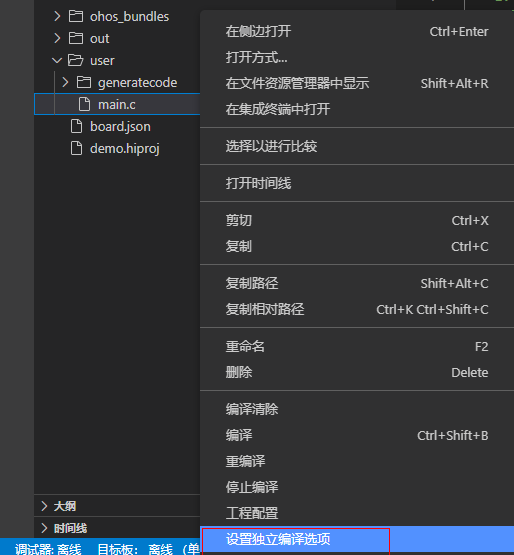 ohos_bundles
out
user
generatecode
main.c
board.json
demo.hiproj
大纲
时间线
调试器: 离线 目标板: 离线 (单
在侧边打开 Ctrl+Enter
打开方式...
在文件资源管理器中显示 Shift+Alt+R
在集成终端中打开
选择以进行比较
打开时间线
剪切 Ctrl+X
复制 Ctrl+C
复制路径 Shift+Alt+C
复制相对路径 Ctrl+K Ctrl+Shift+C
重命名 F2
删除 Delete
编译清除
编译 Ctrl+Shift+B
重编译
停止编译
工程配置
设置独立编译选项